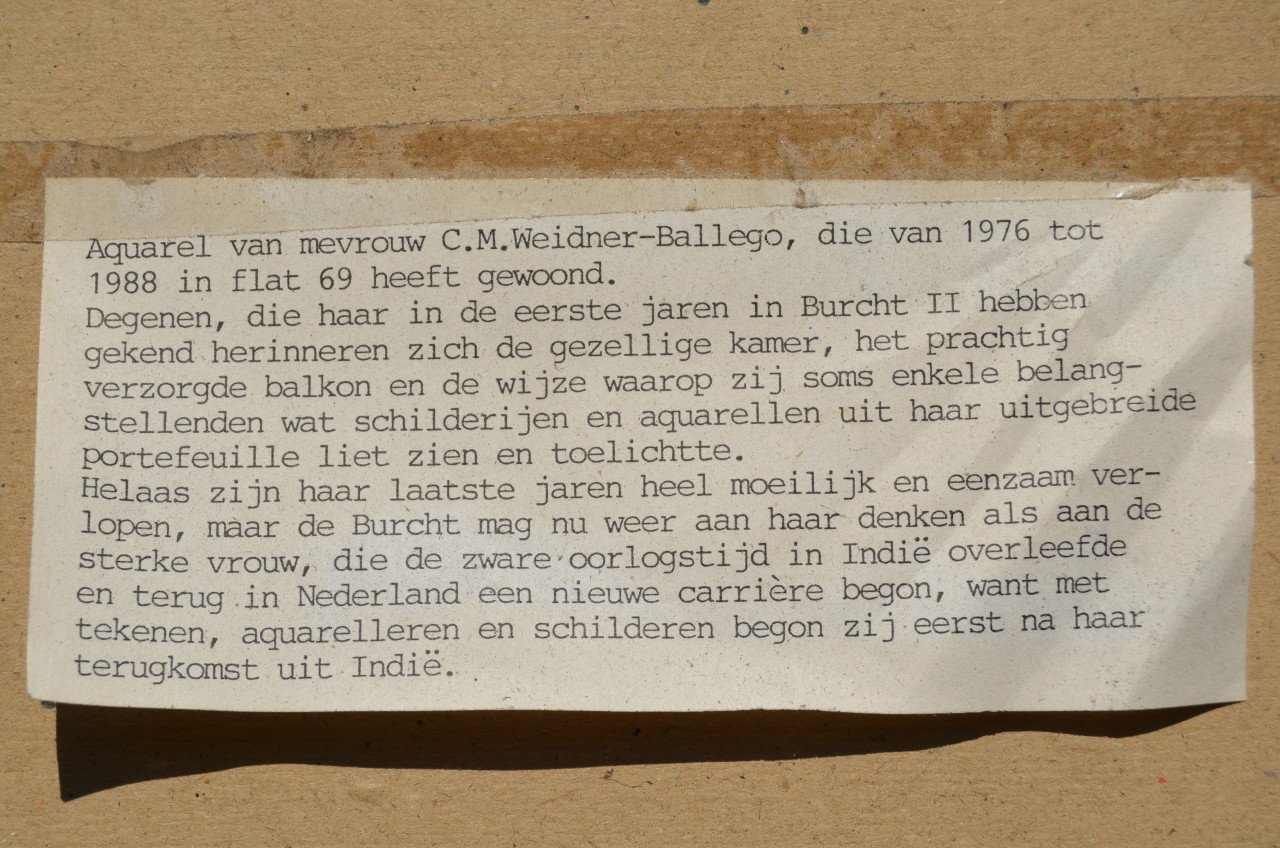 Aquarel van mevrouw C.M.Weidner-Ballego, die van 1976 tot
1988 in flat 69 heeft gewoond.
Degenen, die haar in de eerste jaren in Burcht II hebben
gekend herinneren zich de gezellige kamer, het prachtig
verzorgde balkon en de wijze waarop zij soms enkele belang-
stellenden wat schilderijen en aquarellen uit haar uitgebreide
portefeuille liet zien en toelichtte.
Helaas zijn haar laatste jaren heel moeilijk en eenzaam ver-
lopen, maar de Burcht mag nu weer aan haar denken als aan de
sterke vrouw, die de zware oorlogstijd in Indië overleefde
en terug in Nederland een nieuwe carrière begon, want met
tekenen, aquarelleren en schilderen begon zij eerst na haar
terugkomst uit Indië.